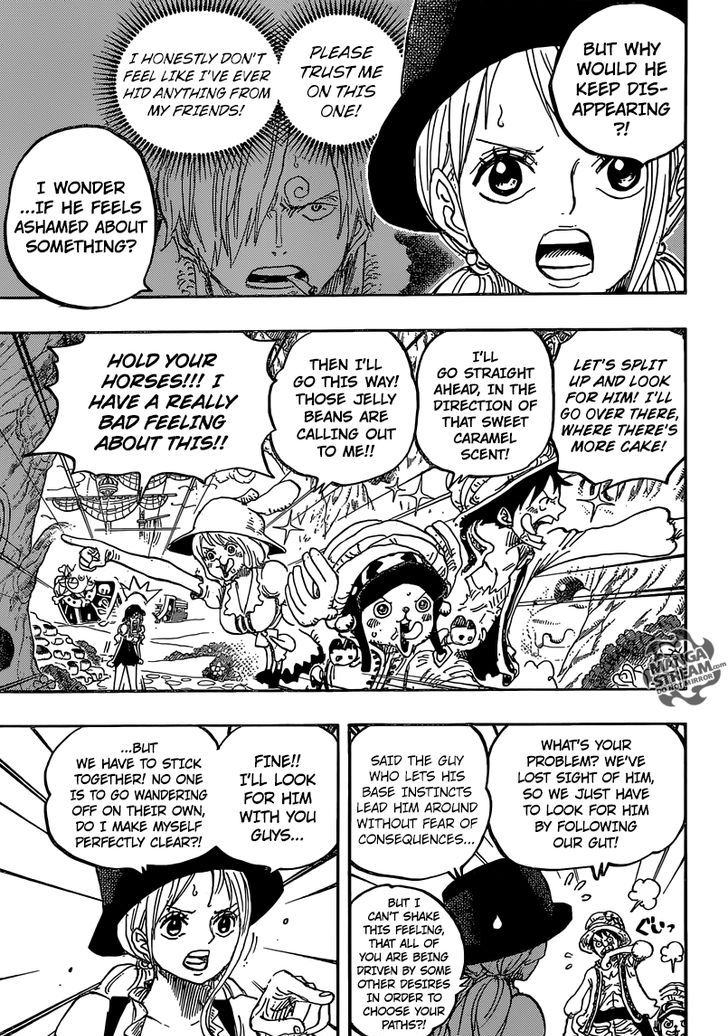 BUT WHY
WOULD HE
KEEP DIS-
APPEARING
?!
PLEASE
TRUST ME
ON THIS
ONE!
I HONESTLY DON'T
FEEL LIKE I'VE EVER
HID ANYTHING FROM
MY FRIENDS!
I WONDER
...IF HE FEELS
ASHAMED ABOUT
SOMETHING?
LET'S SPLIT
UP AND LOOK
FOR HIM! I'LL
GO OVER THERE,
WHERE THERE'S
MORE CAKE!
I'LL
GO STRAIGHT
AHEAD, IN THE
DIRECTION OF
THAT SWEET
CARAMEL
SCENT!
THEN I'LL
GO THIS WAY!
THOSE JELLY
BEANS ARE
CALLING OUT
TO ME!!
HOLD YOUR
HORSES!!! I
HAVE A REALLY
BAD FEELING
ABOUT THIS!!
MANGA
STREAM.com
DO NOT MIRROR
WHAT'S YOUR
PROBLEM? WE'VE
LOST SIGHT OF HIM,
SO WE JUST HAVE
TO LOOK FOR HIM
BY FOLLOWING
OUR GUT!
SAID THE GUY
WHO LETS HIS
BASE INSTINCTS
LEAD HIM AROUND
WITHOUT FEAR OF
CONSEQUENCES...
BUT I
CAN'T SHAKE
THIS FEELING,
THAT ALL OF
YOU ARE BEING
DRIVEN BY SOME
OTHER DESIRES
IN ORDER TO
CHOOSE YOUR
PATHS?!
ぐいっ
FINE!!
I'LL LOOK
FOR HIM
WITH YOU
GUYS...
...BUT
WE HAVE TO STICK
TOGETHER! NO ONE
IS TO GO WANDERING
OFF ON THEIR OWN,
DO I MAKE MYSELF
PERFECTLY CLEAR?!